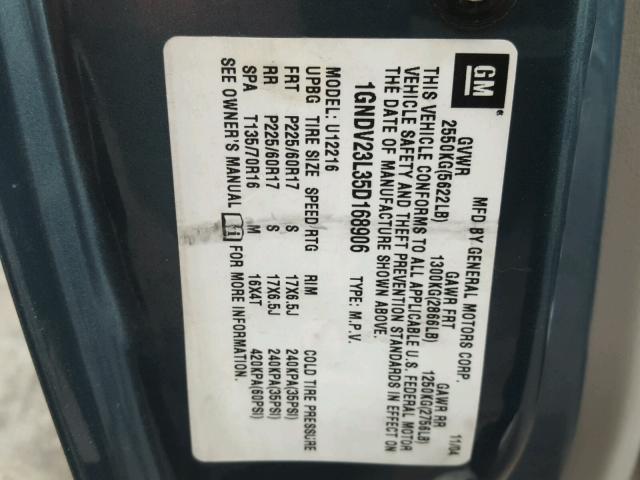 GM
®
MFD BY GENERAL MOTORS CORP. 11/04
GVWR GAWR FRT GAWR RR
2550KG(5622LB) 1300KG(2866LB) 1250KG(2756LB)
THIS VEHICLE CONFORMS TO ALL APPLICABLE U.S. FEDERAL MOTOR
VEHICLE SAFETY AND THEFT PREVENTION STANDARDS IN EFFECT ON
THE DATE OF MANUFACTURE SHOWN ABOVE.
1GNDV23L35D168906 TYPE: M.P.V.
MODEL: U12216
UPBG TIRE SIZE SPEED RTG RIM COLD TIRE PRESSURE
FRT P225/60R17 S 17X6.5J 240KPA(35PSI)
RR P225/60R17 S 17X6.5J 240KPA(35PSI)
SPA T135/70R16 M 16X4T 420KPA(60PSI)
SEE OWNER'S MANUAL FOR MORE INFORMATION.